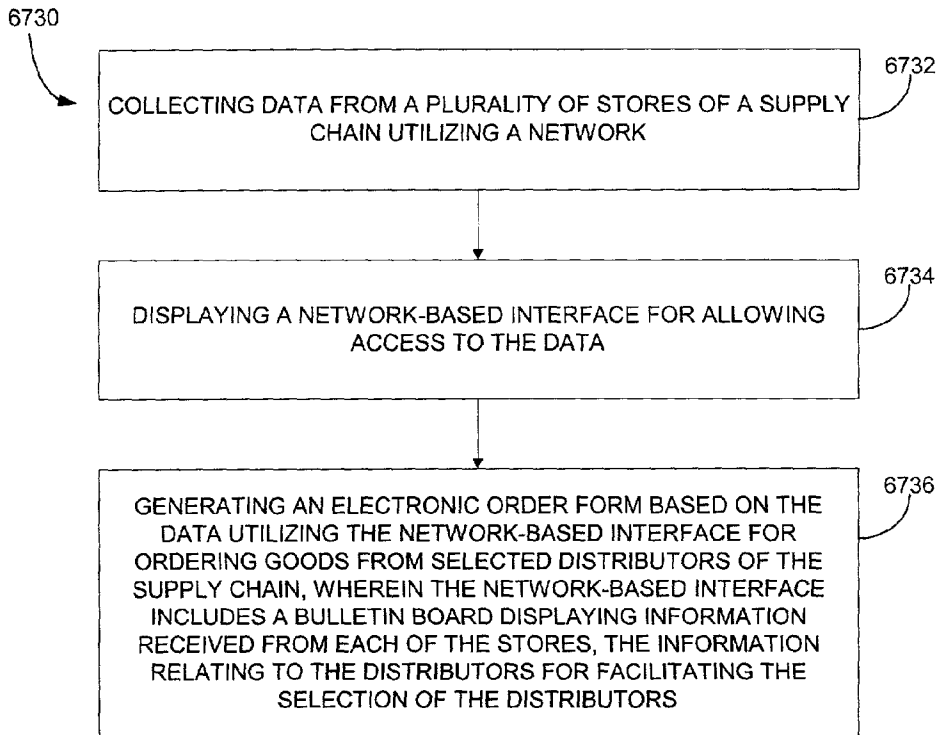 6730
6732
COLLECTING DATA FROM A PLURALITY OF STORES OF A SUPPLY
CHAIN UTILIZING A NETWORK
6734
DISPLAYING A NETWORK-BASED INTERFACE FOR ALLOWING
ACCESS TO THE DATA
6736
GENERATING AN ELECTRONIC ORDER FORM BASED ON THE
DATA UTILIZING THE NETWORK-BASED INTERFACE FOR
ORDERING GOODS FROM SELECTED DISTRIBUTORS OF THE
SUPPLY CHAIN, WHEREIN THE NETWORK-BASED INTERFACE
INCLUDES A BULLETIN BOARD DISPLAYING INFORMATION
RECEIVED FROM EACH OF THE STORES, THE INFORMATION
RELATING TO THE DISTRIBUTORS FOR FACILITATING THE
SELECTION OF THE DISTRIBUTORS